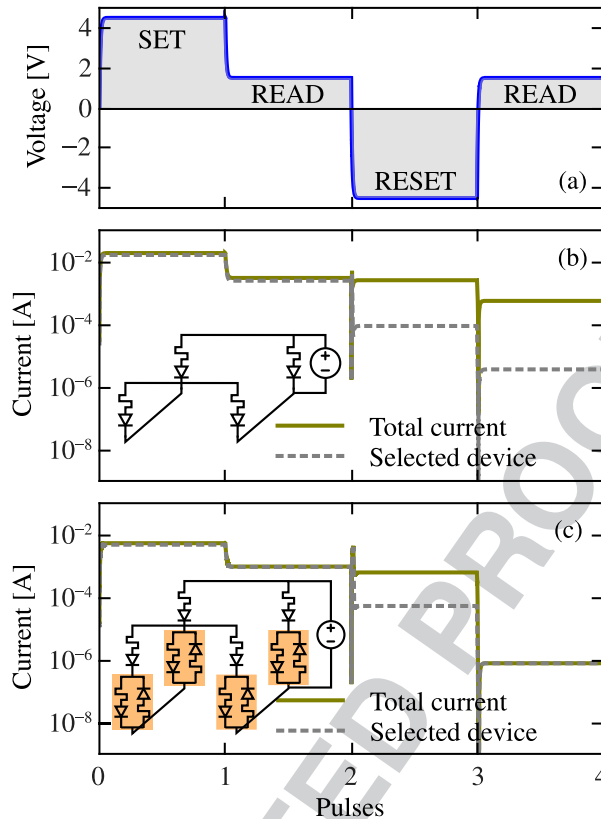 4
2
0
−2
−4
Voltage [V]
SET
READ
RESET
READ
(a)
10⁻²
10⁻⁴
10⁻⁶
10⁻⁸
Current [A]
(b)
+
−
Total current
Selected device
10⁻²
10⁻⁴
10⁻⁶
10⁻⁸
Current [A]
(c)
+
−
Total current
Selected device
0 1 2 3 4
Pulses
TED PROO